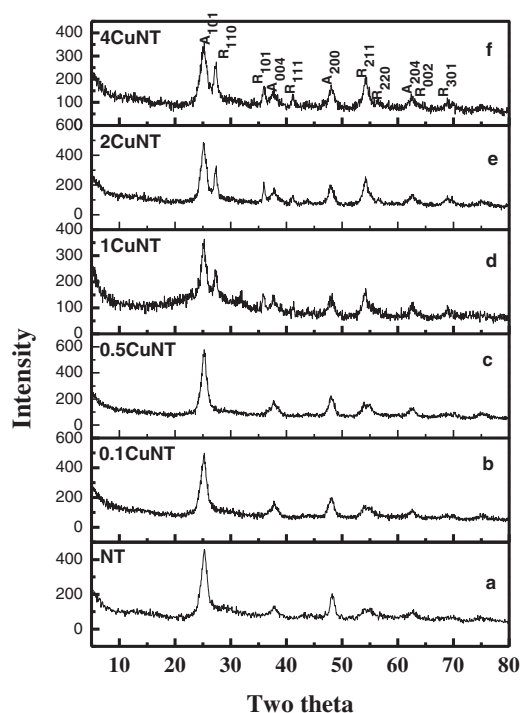 4CuNT
A101
R110
R101
A004
R111
A200
R211
R220
A204
R002
R301
f
400
300
200
100
600
2CuNT
e
400
200
0
400
1CuNT
d
300
200
100
0
0.5CuNT
c
600
400
200
0
600
0.1CuNT
b
400
200
0
NT
a
400
200
0
10 20 30 40 50 60 70 80
Intensity
Two theta